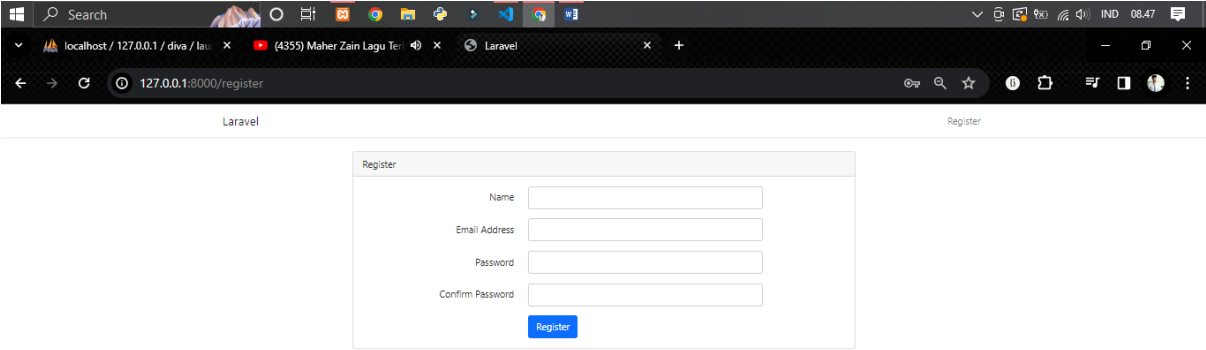 Search
IND 08.47
localhost / 127.0.0.1 / diva / lau
(4355) Maher Zain Lagu Ter
Laravel
127.0.0.1:8000/register
Laravel Register
Register
Name
Email Address
Password
Confirm Password
Register